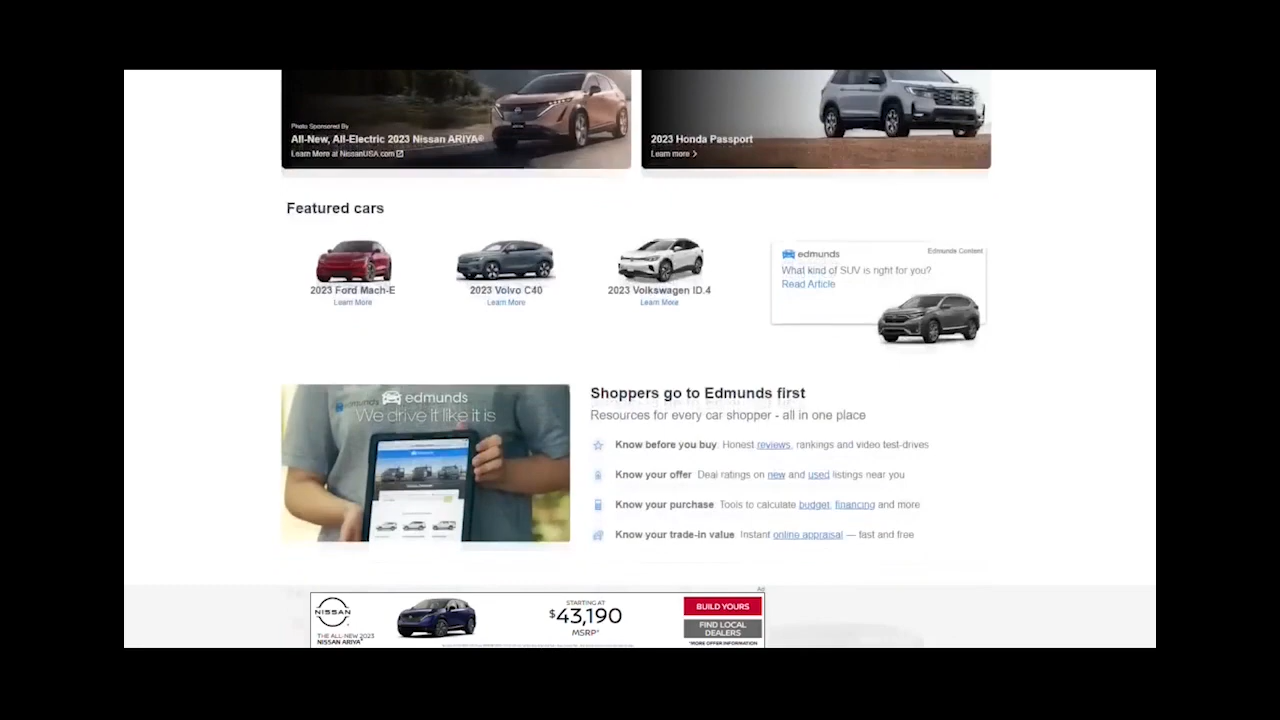 Photo Sponsored By
All-New, All-Electric 2023 Nissan ARIYA®
Learn More at NissanUSA.com
2023 Honda Passport
Learn more >
Featured cars
2023 Ford Mach-E
Learn More
2023 Volvo C40
Learn More
2023 Volkswagen ID.4
Learn More
edmunds
Edmunds Content
What kind of SUV is right for you?
Read Article
edmunds
We drive it like it is
Shoppers go to Edmunds first
Resources for every car shopper - all in one place
Know before you buy Honest reviews, rankings and video test-drives
Know your offer Deal ratings on new and used listings near you
Know your purchase Tools to calculate budget, financing and more
Know your trade-in value Instant online appraisal — fast and free
Ad
NISSAN
THE ALL-NEW 2023
NISSAN ARIYA®
STARTING AT
$43,190
MSRP*
BUILD YOURS
FIND LOCAL
DEALERS
*MORE OFFER INFORMATION